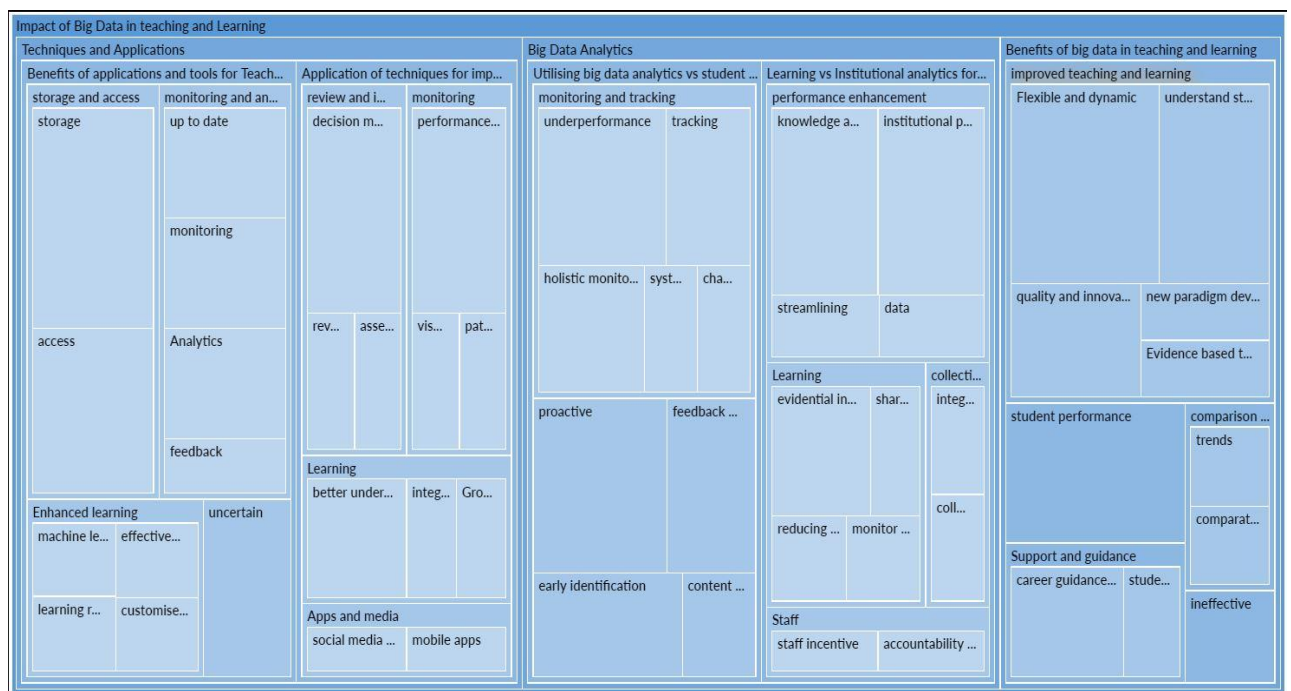 Impact of Big Data in teaching and Learning
Techniques and Applications
Benefits of applications and tools for Teach...
storage and access
storage
access
monitoring and an...
up to date
monitoring
Analytics
feedback
Enhanced learning
machine le...
effective...
learning r...
customise...
uncertain
Application of techniques for imp...
review and i...
decision m...
rev...
asse...
monitoring
performance...
vis...
pat...
Learning
better under...
integ...
Gro...
Apps and media
social media ...
mobile apps
Big Data Analytics
Utilising big data analytics vs student ...
monitoring and tracking
underperformance
tracking
holistic monito...
syst...
cha...
proactive
feedback ...
early identification
content ...
Learning vs Institutional analytics for...
performance enhancement
knowledge a...
institutional p...
streamlining
data
Learning
evidential in...
shar...
reducing ...
monitor ...
collecti...
integ...
coll...
Staff
staff incentive
accountability ...
Benefits of big data in teaching and learning
improved teaching and learning
Flexible and dynamic
understand st...
quality and innova...
new paradigm dev...
Evidence based t...
student performance
comparison ...
trends
comparat...
Support and guidance
career guidance...
stude...
ineffective